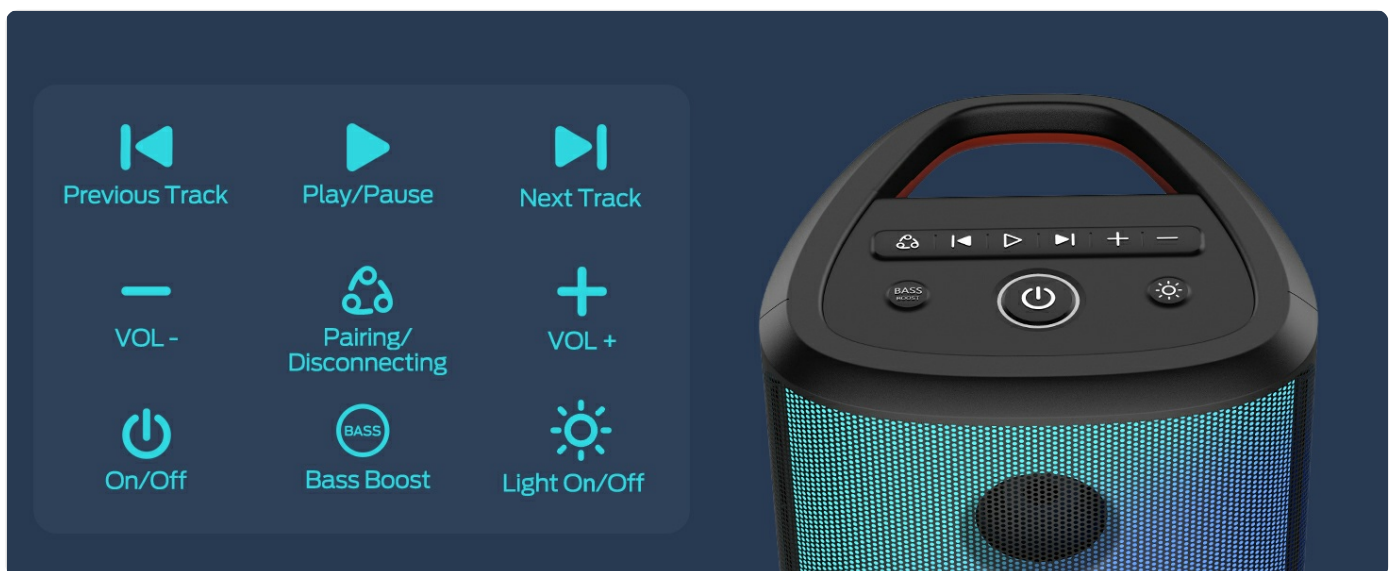 Previous Track
Play/Pause
Next Track
VOL -
Pairing/
Disconnecting
VOL +
On/Off
BASS
Bass Boost
Light On/Off
BASS
BOOST